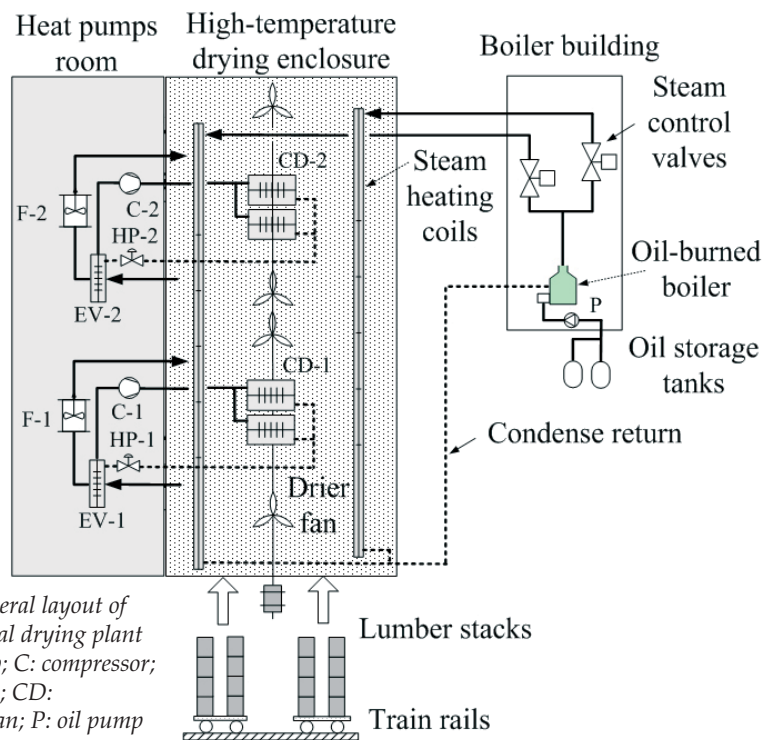 Heat pumps
room
High-temperature
drying enclosure
Boiler building
Steam
control
valves
CD-2
Steam
heating
coils
F-2
C-2
HP-2
EV-2
Oil-burned
boiler
P
Oil storage
tanks
CD-1
F-1
C-1
HP-1
EV-1
Condense return
Drier
fan
eral layout of
al drying plant
; C: compressor;
; CD:
an; P: oil pump
Lumber stacks
Train rails